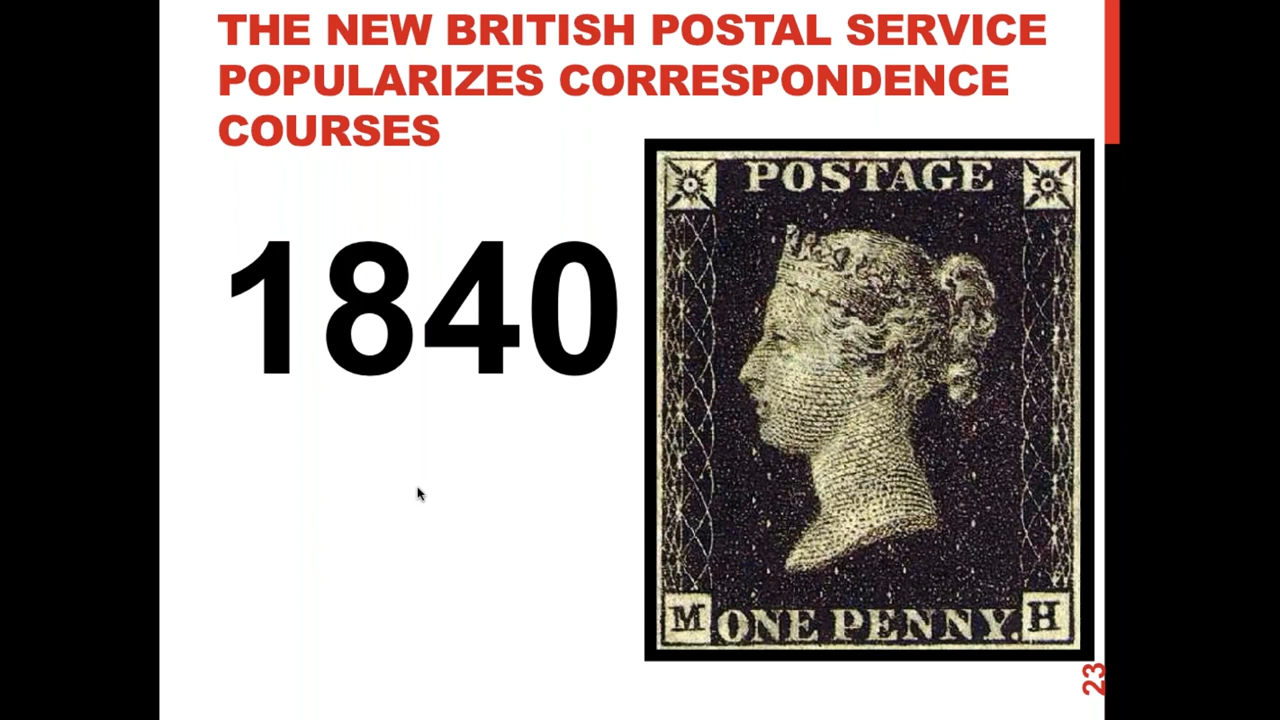 THE NEW BRITISH POSTAL SERVICE
POPULARIZES CORRESPONDENCE
COURSES
1840
POSTAGE
M ONE PENNY. H
23